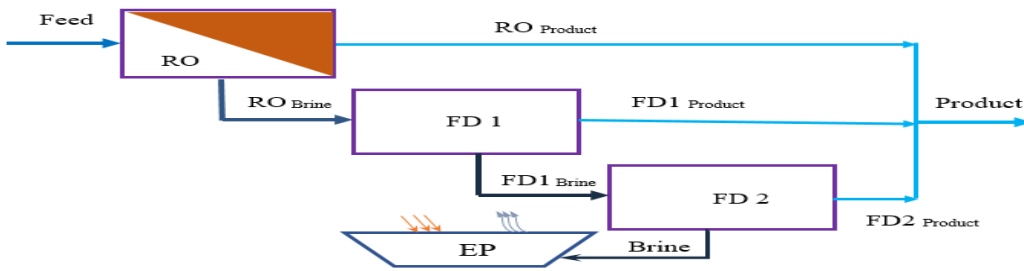 Feed
RO Product
RO
RO Brine
FD 1
FD1 Product
Product
FD1 Brine
FD 2
FD2 Product
EP
Brine